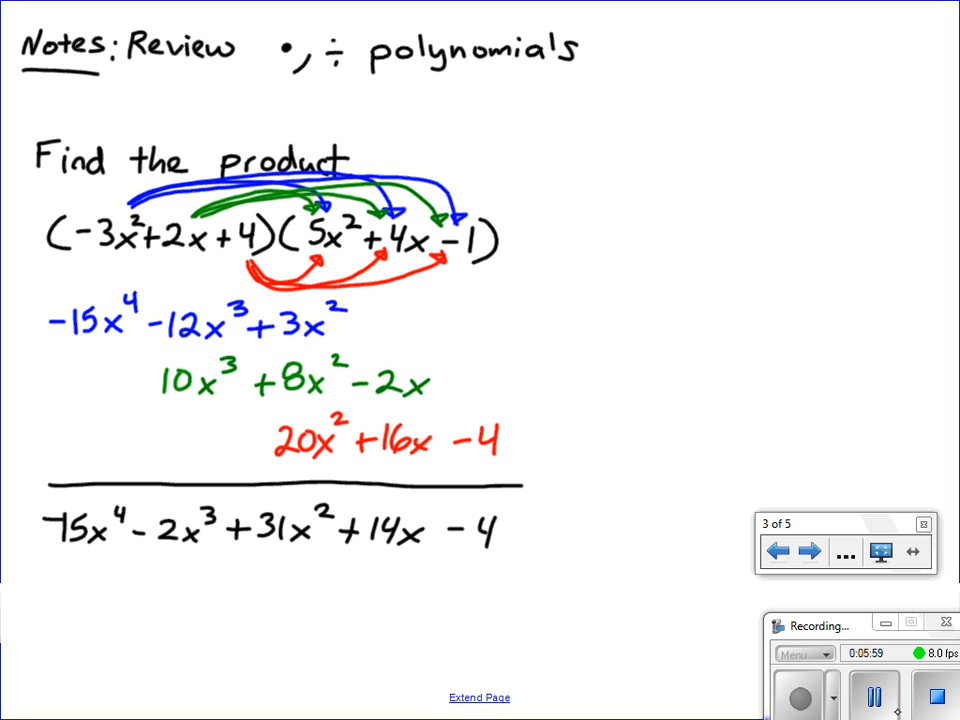 Notes: Review •, ÷ polynomial's
Find the product
(-3x²+2x+4)(5x²+4x-1)
-15x⁴-12x³+3x²
10x³+8x²-2x
20x²+16x-4
-15x⁴-2x³+31x²+14x-4
3 of 5
...
Recording...
Menu 0:05:59 8.0 fps
Extend Page